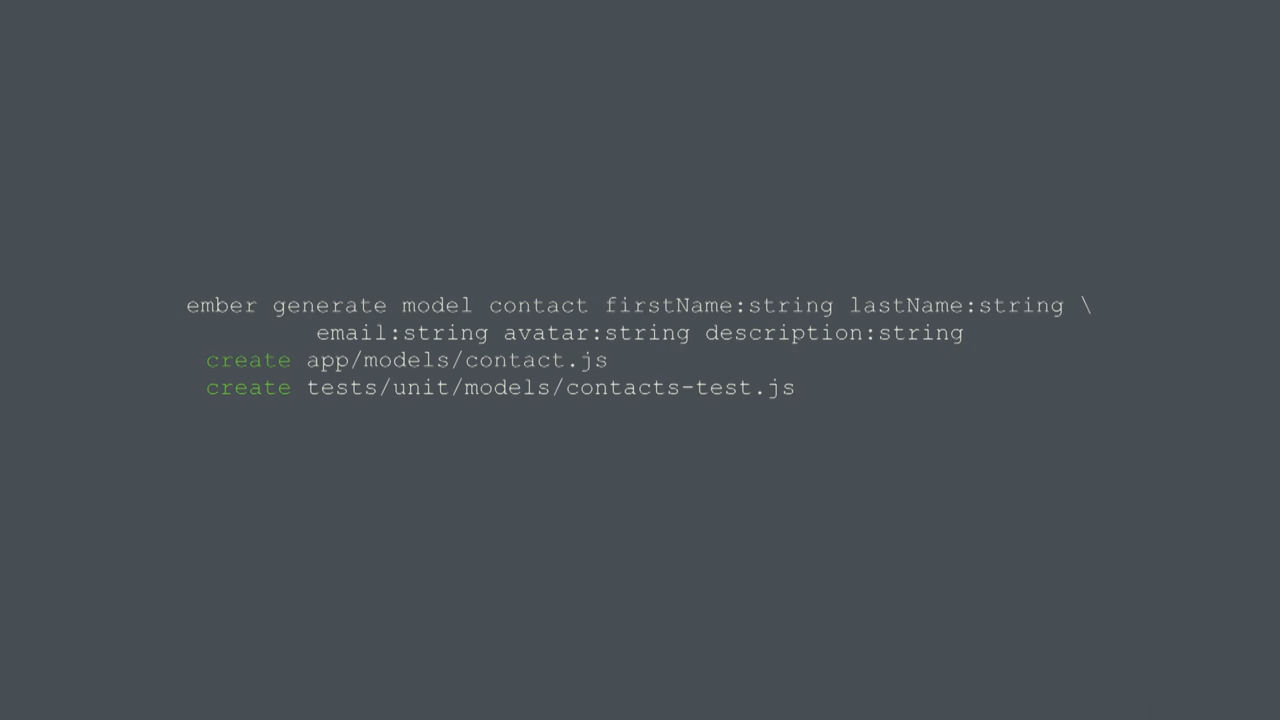 ember generate model contact firstName:string lastName:string \
email:string avatar:string description:string
create app/models/contact.js
create tests/unit/models/contacts-test.js